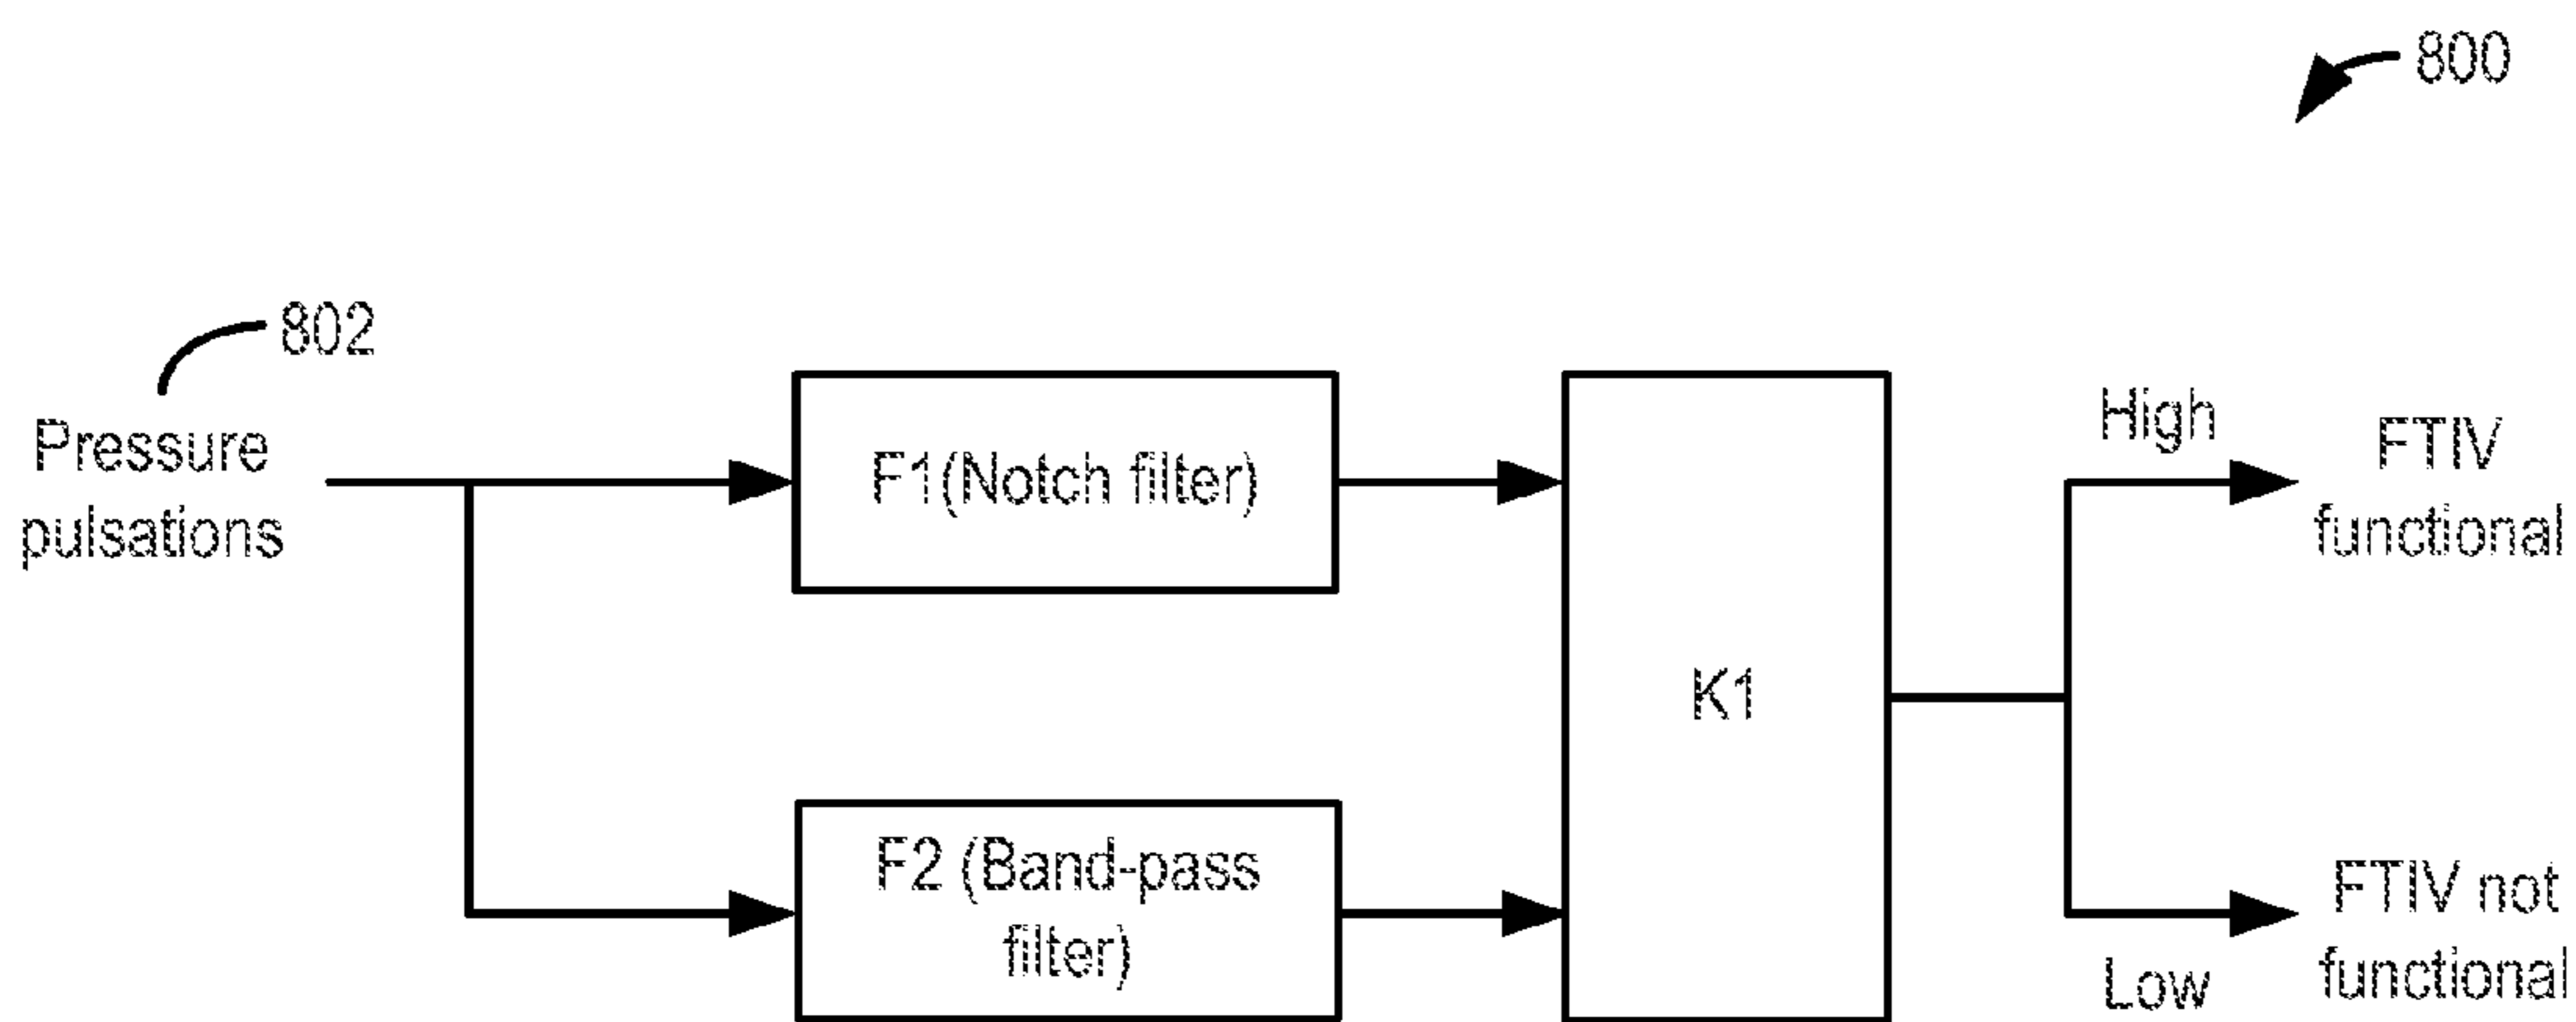 800
802
Pressure
pulsations
F1(Notch filter)
F2 (Band-pass
filter)
K1
High
FTIV
functional
Low
FTIV not
functional